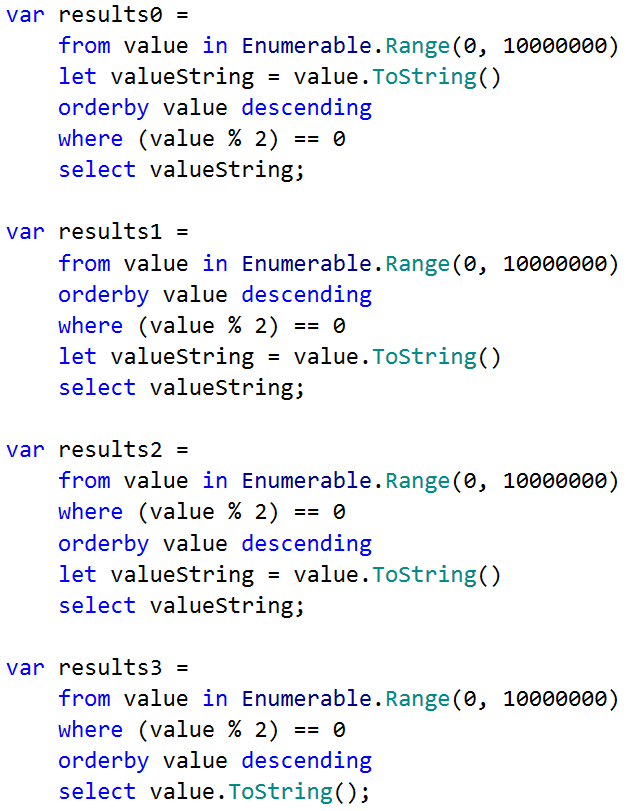 var results0 =
    from value in Enumerable.Range(0, 10000000)
    let valueString = value.ToString()
    orderby value descending
    where (value % 2) == 0
    select valueString;

var results1 =
    from value in Enumerable.Range(0, 10000000)
    orderby value descending
    where (value % 2) == 0
    let valueString = value.ToString()
    select valueString;

var results2 =
    from value in Enumerable.Range(0, 10000000)
    where (value % 2) == 0
    orderby value descending
    let valueString = value.ToString()
    select valueString;

var results3 =
    from value in Enumerable.Range(0, 10000000)
    where (value % 2) == 0
    orderby value descending
    select value.ToString();